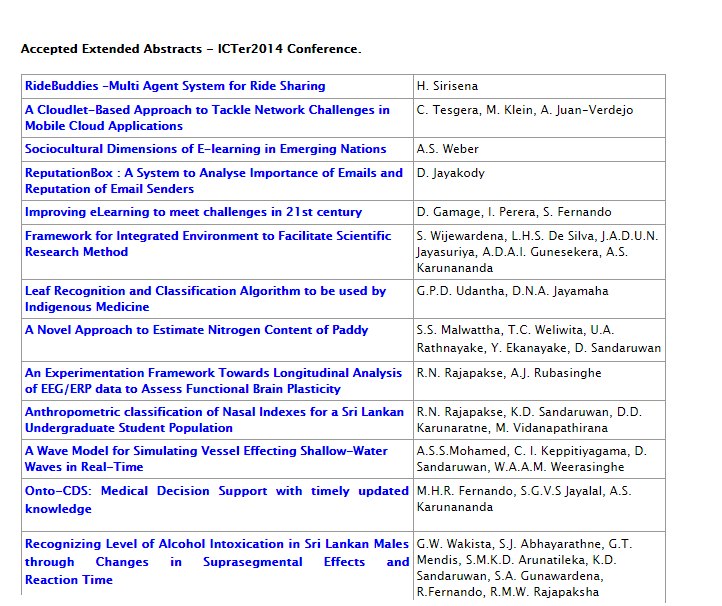 Accepted Extended Abstracts – ICTer2014 Conference.
RideBuddies –Multi Agent System for Ride Sharing
H. Sirisena
A Cloudlet–Based Approach to Tackle Network Challenges in
Mobile Cloud Applications
C. Tesgera, M. Klein, A. Juan–Verdejo
Sociocultural Dimensions of E–learning in Emerging Nations
A.S. Weber
ReputationBox : A System to Analyse Importance of Emails and
Reputation of Email Senders
D. Jayakody
Improving eLearning to meet challenges in 21st century
D. Gamage, I. Perera, S. Fernando
Framework for Integrated Environment to Facilitate Scientific
Research Method
S. Wijewardena, L.H.S. De Silva, J.A.D.U.N.
Jayasuriya, A.D.A.I. Gunesekera, A.S.
Karunananda
Leaf Recognition and Classification Algorithm to be used by
Indigenous Medicine
G.P.D. Udantha, D.N.A. Jayamaha
A Novel Approach to Estimate Nitrogen Content of Paddy
S.S. Malwattha, T.C. Weliwita, U.A.
Rathnayake, Y. Ekanayake, D. Sandaruwan
An Experimentation Framework Towards Longitudinal Analysis
of EEG/ERP data to Assess Functional Brain Plasticity
R.N. Rajapakse, A.J. Rubasinghe
Anthropometric classification of Nasal Indexes for a Sri Lankan
Undergraduate Student Population
R.N. Rajapakse, K.D. Sandaruwan, D.D.
Karunaratne, M. Vidanapathirana
A Wave Model for Simulating Vessel Effecting Shallow–Water
Waves in Real–Time
A.S.S.Mohamed, C. I. Keppitiyagama, D.
Sandaruwan, W.A.A.M. Weerasinghe
Onto–CDS: Medical Decision Support with timely updated
knowledge
M.H.R. Fernando, S.G.V.S Jayalal, A.S.
Karunananda
Recognizing Level of Alcohol Intoxication in Sri Lankan Males
through Changes in Suprasegmental Effects and
Reaction Time
G.W. Wakista, S.J. Abhayarathne, G.T.
Mendis, S.M.K.D. Arunatileka, K.D.
Sandaruwan, S.A. Gunawardena,
R.Fernando, R.M.W. Rajapaksha